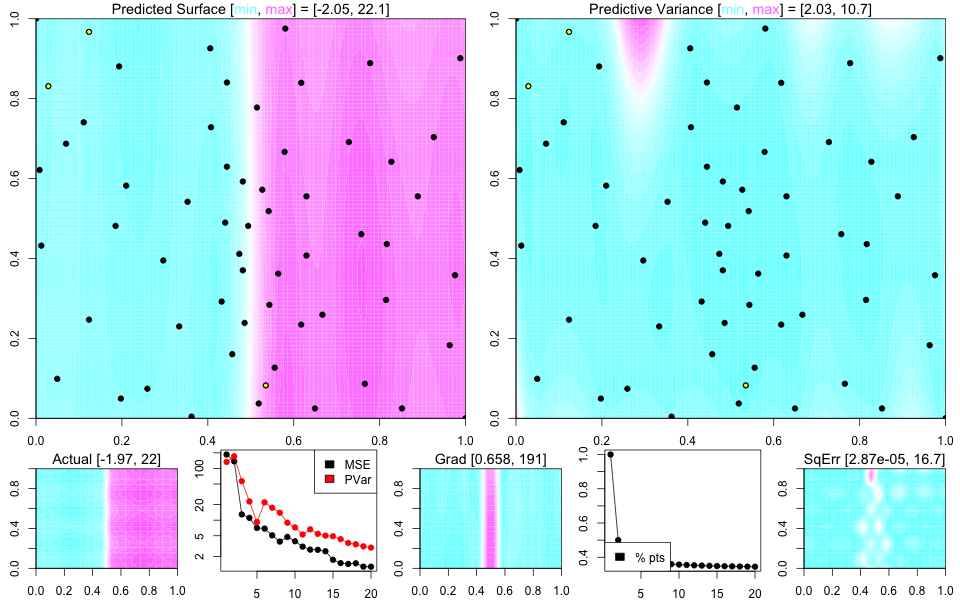 Predicted Surface [min, max] = [-2.05, 22.1]
Predictive Variance [min, max] = [2.03, 10.7]
1.0
0.8
0.6
0.4
0.2
0.0
0.0 0.2 0.4 0.6 0.8 1.0
1.0
0.8
0.6
0.4
0.2
0.0
0.0 0.2 0.4 0.6 0.8 1.0
Actual [-1.97, 22]
0.8
0.4
0.0
0.0 0.2 0.4 0.6 0.8 1.0
MSE
PVar
100
20
5
2
5 10 15 20
Grad [0.658, 191]
0.8
0.4
0.0
0.0 0.2 0.4 0.6 0.8 1.0
1.0
0.8
0.6
0.4
% pts
5 10 15 20
SqErr [2.87e-05, 16.7]
0.8
0.4
0.0
0.0 0.2 0.4 0.6 0.8 1.0